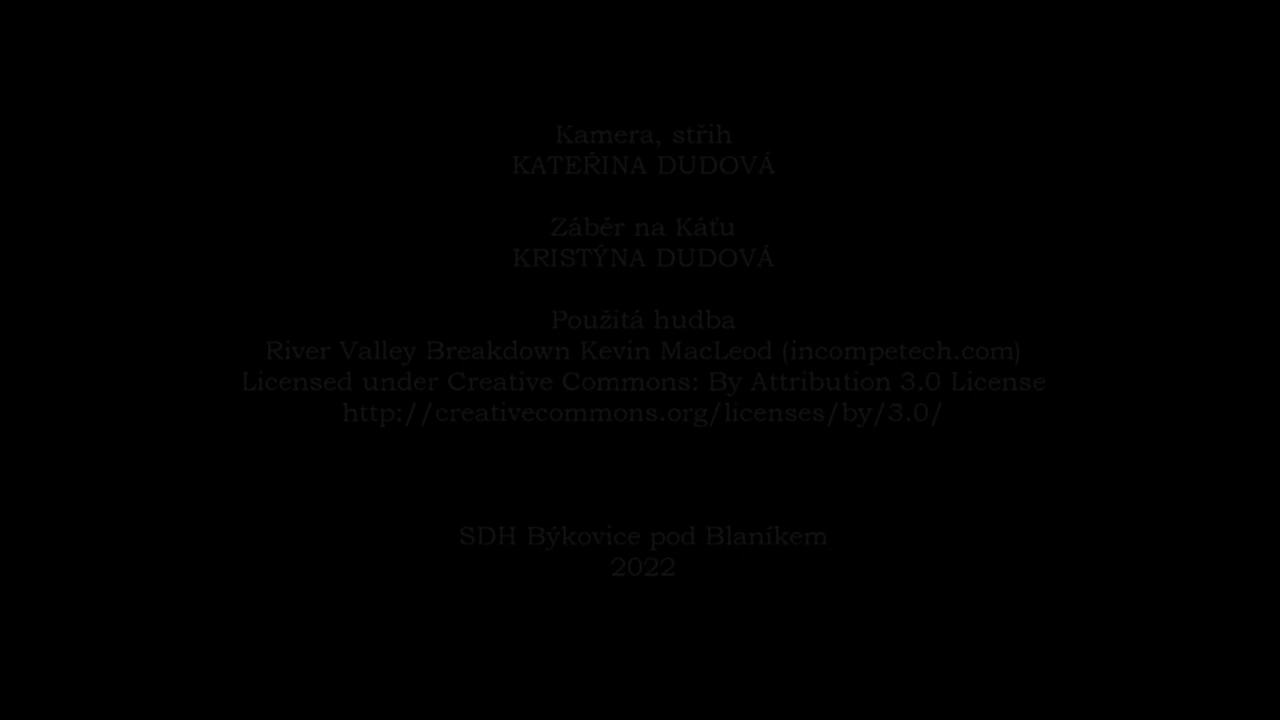 Kamera, střih
KATEŘINA DUDOVÁ
Záběr na Káťu
KRISTÝNA DUDOVÁ
Použitá hudba
River Valley Breakdown Kevin MacLeod (incompetech.com)
Licensed under Creative Commons: By Attribution 3.0 License
http://creativecommons.org/licenses/by/3.0/
SDH Býkovice pod Blaníkem
2022